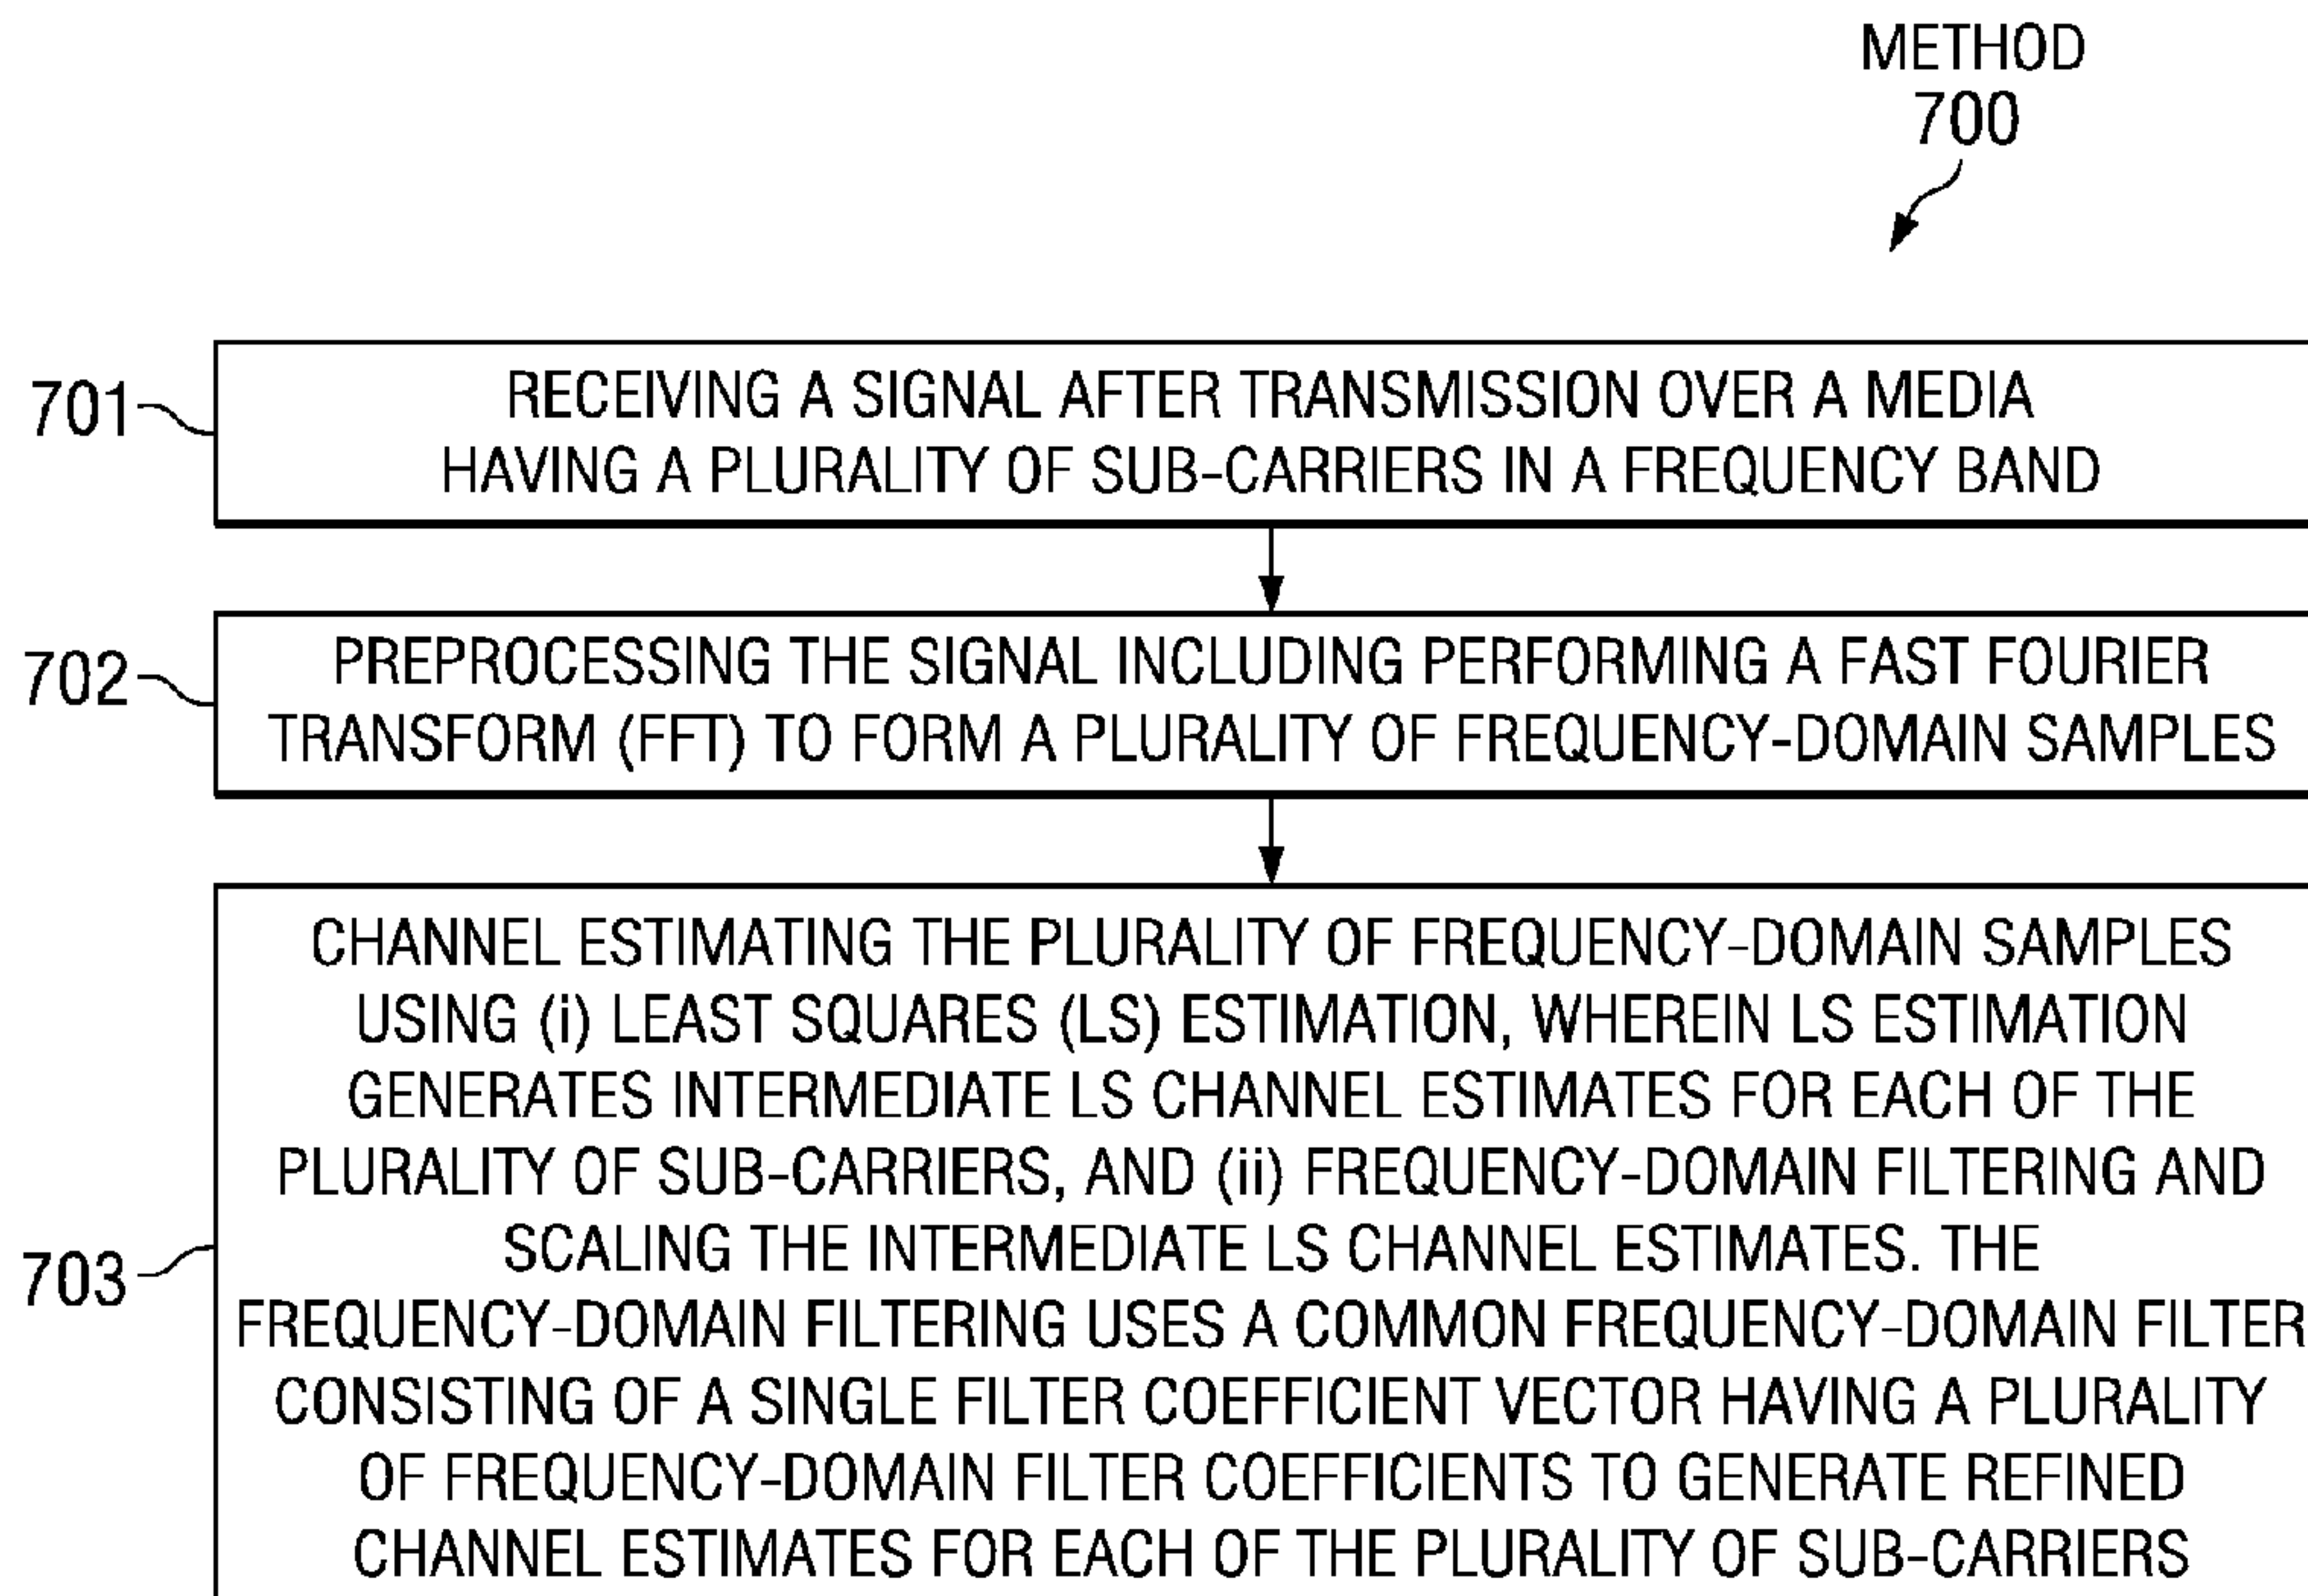 METHOD
700
701
RECEIVING A SIGNAL AFTER TRANSMISSION OVER A MEDIA
HAVING A PLURALITY OF SUB-CARRIERS IN A FREQUENCY BAND
702
PREPROCESSING THE SIGNAL INCLUDING PERFORMING A FAST FOURIER
TRANSFORM (FFT) TO FORM A PLURALITY OF FREQUENCY-DOMAIN SAMPLES
703
CHANNEL ESTIMATING THE PLURALITY OF FREQUENCY-DOMAIN SAMPLES
USING (i) LEAST SQUARES (LS) ESTIMATION, WHEREIN LS ESTIMATION
GENERATES INTERMEDIATE LS CHANNEL ESTIMATES FOR EACH OF THE
PLURALITY OF SUB-CARRIERS, AND (ii) FREQUENCY-DOMAIN FILTERING AND
SCALING THE INTERMEDIATE LS CHANNEL ESTIMATES. THE
FREQUENCY-DOMAIN FILTERING USES A COMMON FREQUENCY-DOMAIN FILTER
CONSISTING OF A SINGLE FILTER COEFFICIENT VECTOR HAVING A PLURALITY
OF FREQUENCY-DOMAIN FILTER COEFFICIENTS TO GENERATE REFINED
CHANNEL ESTIMATES FOR EACH OF THE PLURALITY OF SUB-CARRIERS